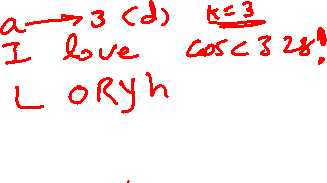 a → 3 (d) k=3
I love cosc 328!
L ORYh